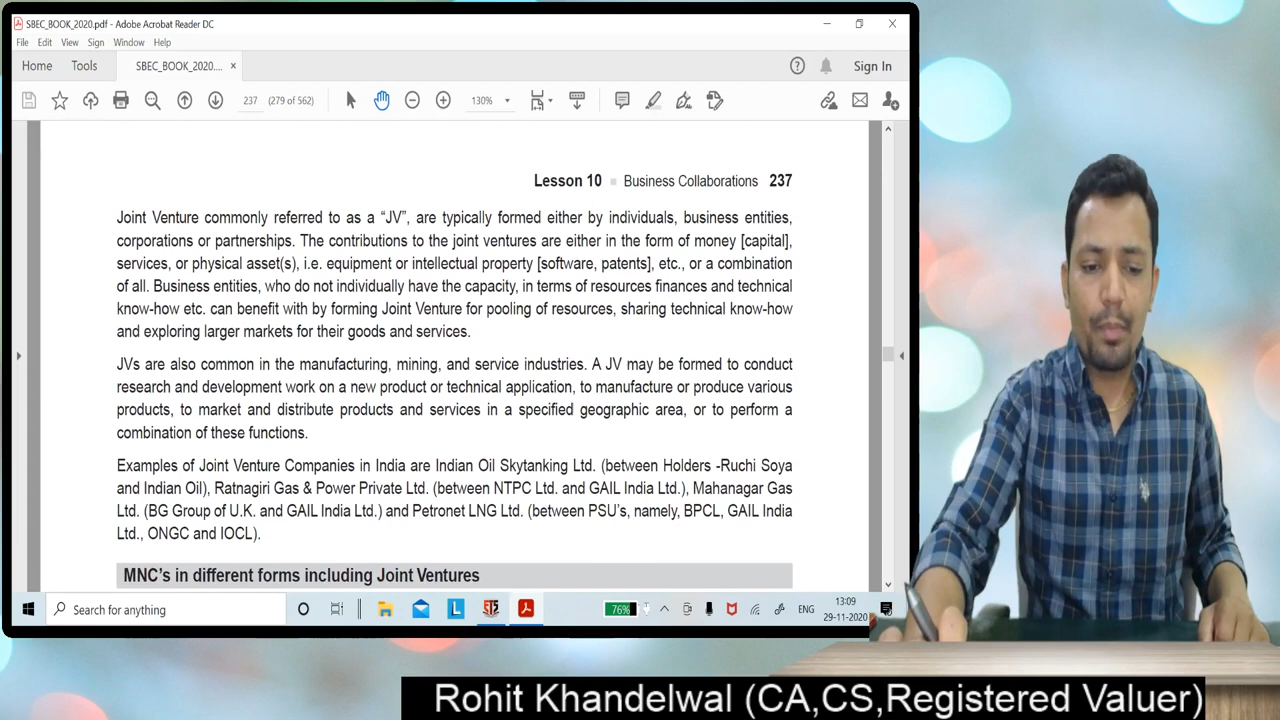 SBEC_BOOK_2020.pdf - Adobe Acrobat Reader DC
File Edit View Sign Window Help
Home Tools SBEC_BOOK_2020.... × Sign In
237 (279 of 562) 130%
Lesson 10 ■ Business Collaborations 237
Joint Venture commonly referred to as a “JV”, are typically formed either by individuals, business entities,
corporations or partnerships. The contributions to the joint ventures are either in the form of money [capital],
services, or physical asset(s), i.e. equipment or intellectual property [software, patents], etc., or a combination
of all. Business entities, who do not individually have the capacity, in terms of resources finances and technical
know-how etc. can benefit with by forming Joint Venture for pooling of resources, sharing technical know-how
and exploring larger markets for their goods and services.
JVs are also common in the manufacturing, mining, and service industries. A JV may be formed to conduct
research and development work on a new product or technical application, to manufacture or produce various
products, to market and distribute products and services in a specified geographic area, or to perform a
combination of these functions.
Examples of Joint Venture Companies in India are Indian Oil Skytanking Ltd. (between Holders -Ruchi Soya
and Indian Oil), Ratnagiri Gas & Power Private Ltd. (between NTPC Ltd. and GAIL India Ltd.), Mahanagar Gas
Ltd. (BG Group of U.K. and GAIL India Ltd.) and Petronet LNG Ltd. (between PSU’s, namely, BPCL, GAIL India
Ltd., ONGC and IOCL).
MNC’s in different forms including Joint Ventures
Search for anything 76% ENG 13:09
29-11-2020
Rohit Khandelwal (CA,CS,Registered Valuer)